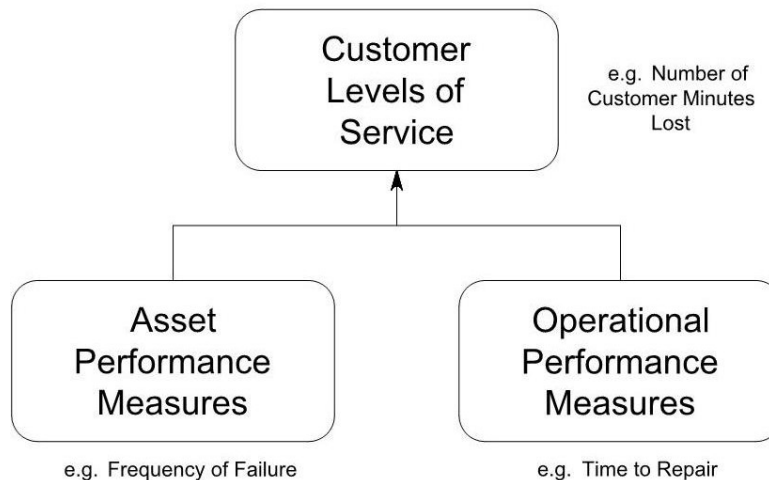 Customer
Levels of
Service
e.g. Number of
Customer Minutes
Lost
Asset
Performance
Measures
Operational
Performance
Measures
e.g. Frequency of Failure
e.g. Time to Repair